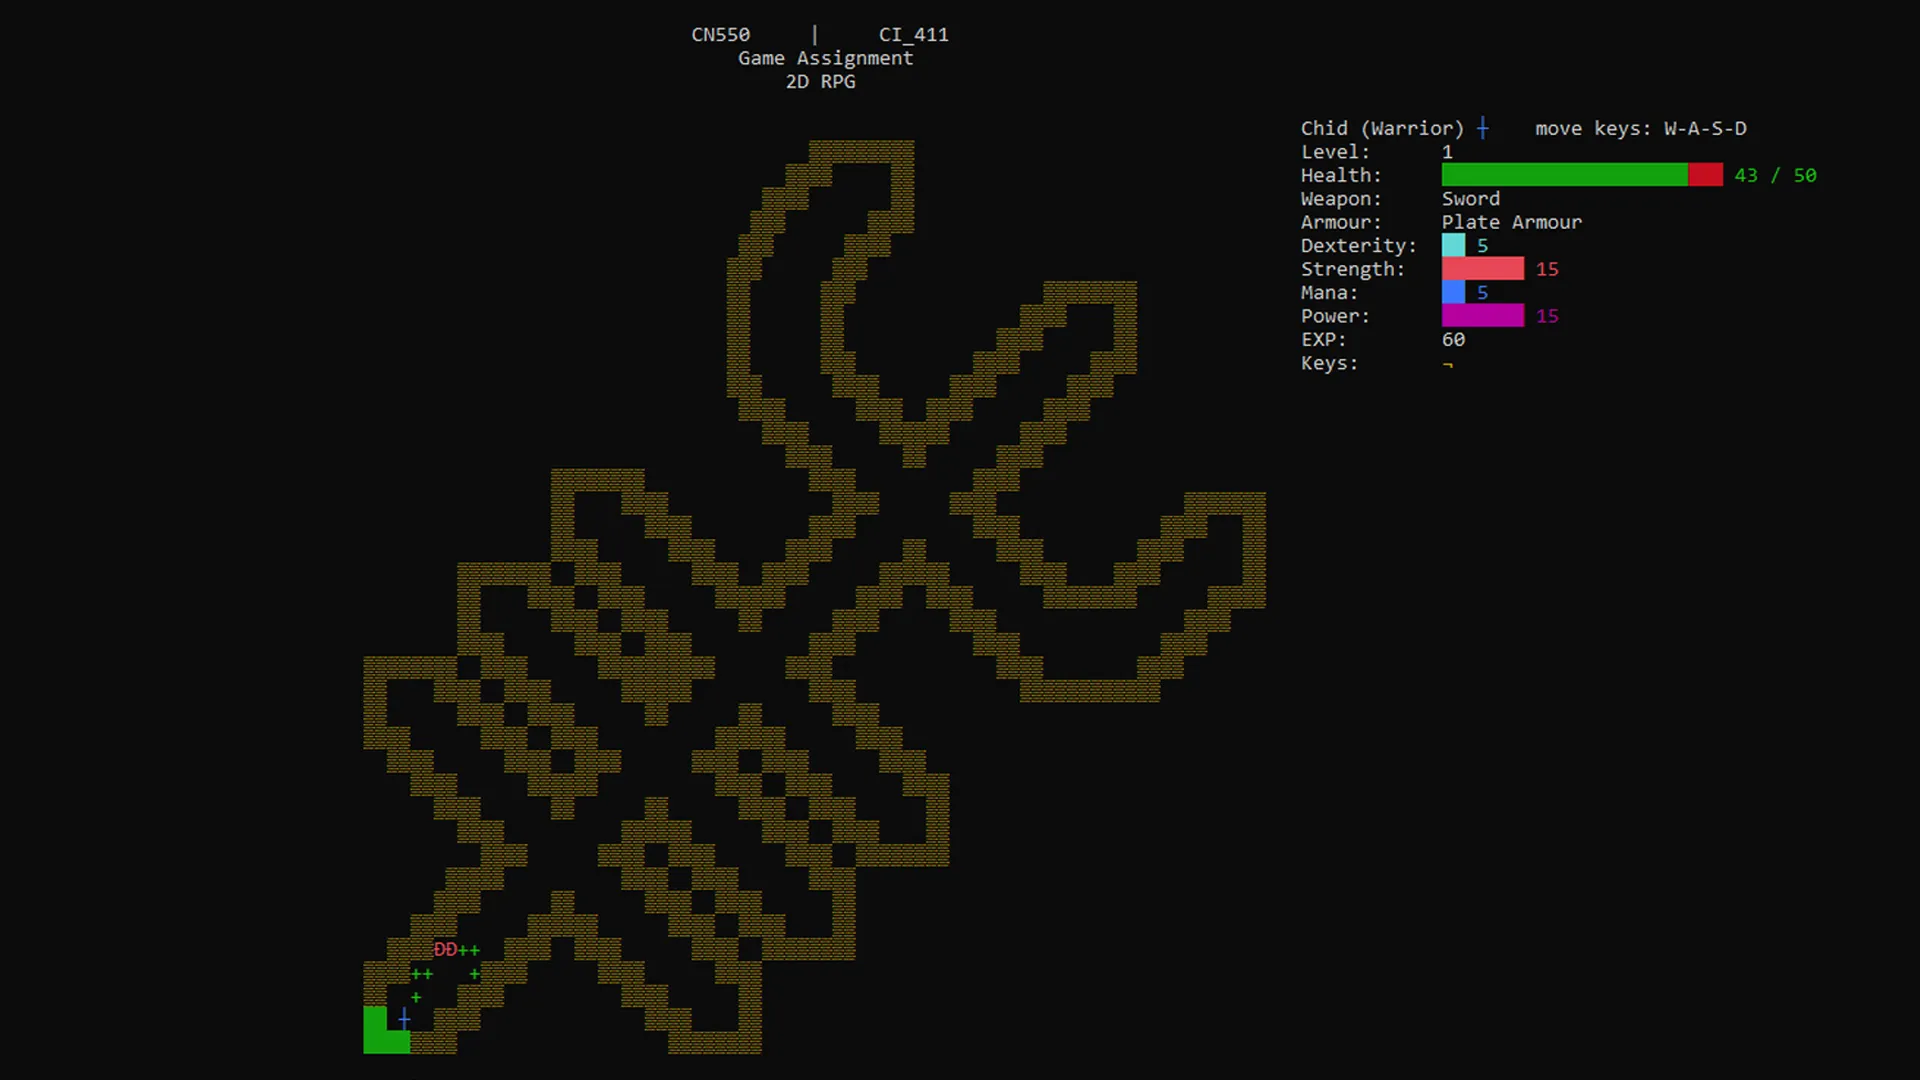 CN550 | CI_411
Game Assignment
2D RPG
Chid (Warrior) ┼ move keys: W-A-S-D
Level: 1
Health: 43 / 50
Weapon: Sword
Armour: Plate Armour
Dexterity: 5
Strength: 15
Mana: 5
Power: 15
EXP: 60
Keys: ¬
ĐĐ++
++ +
+
┼